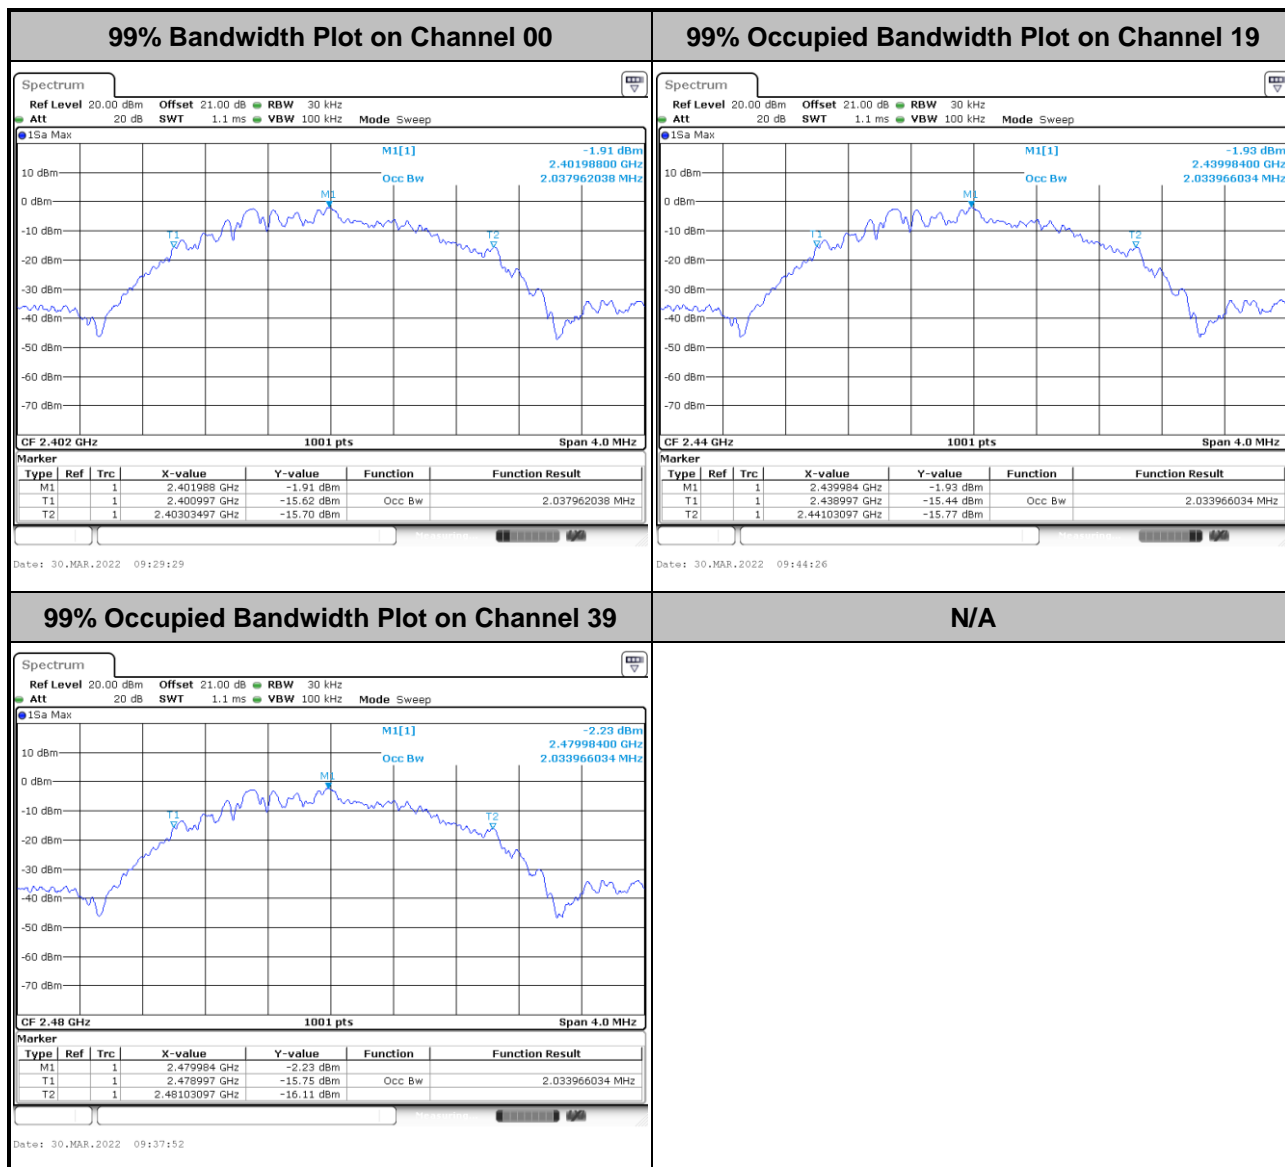 99% Bandwidth Plot on Channel 00
Spectrum
Ref Level 20.00 dBm Offset 21.00 dB RBW 30 kHz
Att 20 dB SWT 1.1 ms VBW 100 kHz Mode Sweep
1Sa Max
M1[1] -1.91 dBm
2.40198800 GHz
Occ Bw 2.037962038 MHz
10 dBm
0 dBm
M1
-10 dBm
T1
T2
-20 dBm
-30 dBm
-40 dBm
-50 dBm
-60 dBm
-70 dBm
CF 2.402 GHz 1001 pts Span 4.0 MHz
Marker
Type Ref Trc X-value Y-value Function Function Result
M1 1 2.401988 GHz -1.91 dBm
T1 1 2.400997 GHz -15.62 dBm Occ Bw 2.037962038 MHz
T2 1 2.40303497 GHz -15.70 dBm
Measuring...
Date: 30.MAR.2022 09:29:29
99% Occupied Bandwidth Plot on Channel 19
Spectrum
Ref Level 20.00 dBm Offset 21.00 dB RBW 30 kHz
Att 20 dB SWT 1.1 ms VBW 100 kHz Mode Sweep
1Sa Max
M1[1] -1.93 dBm
2.43998400 GHz
Occ Bw 2.033966034 MHz
10 dBm
0 dBm
M1
-10 dBm
T1
T2
-20 dBm
-30 dBm
-40 dBm
-50 dBm
-60 dBm
-70 dBm
CF 2.44 GHz 1001 pts Span 4.0 MHz
Marker
Type Ref Trc X-value Y-value Function Function Result
M1 1 2.439984 GHz -1.93 dBm
T1 1 2.438997 GHz -15.44 dBm Occ Bw 2.033966034 MHz
T2 1 2.44103097 GHz -15.77 dBm
Measuring...
Date: 30.MAR.2022 09:44:26
99% Occupied Bandwidth Plot on Channel 39
Spectrum
Ref Level 20.00 dBm Offset 21.00 dB RBW 30 kHz
Att 20 dB SWT 1.1 ms VBW 100 kHz Mode Sweep
1Sa Max
M1[1] -2.23 dBm
2.47998400 GHz
Occ Bw 2.033966034 MHz
10 dBm
0 dBm
M1
-10 dBm
T1
T2
-20 dBm
-30 dBm
-40 dBm
-50 dBm
-60 dBm
-70 dBm
CF 2.48 GHz 1001 pts Span 4.0 MHz
Marker
Type Ref Trc X-value Y-value Function Function Result
M1 1 2.479984 GHz -2.23 dBm
T1 1 2.478997 GHz -15.75 dBm Occ Bw 2.033966034 MHz
T2 1 2.48103097 GHz -16.11 dBm
Measuring...
Date: 30.MAR.2022 09:37:52
N/A